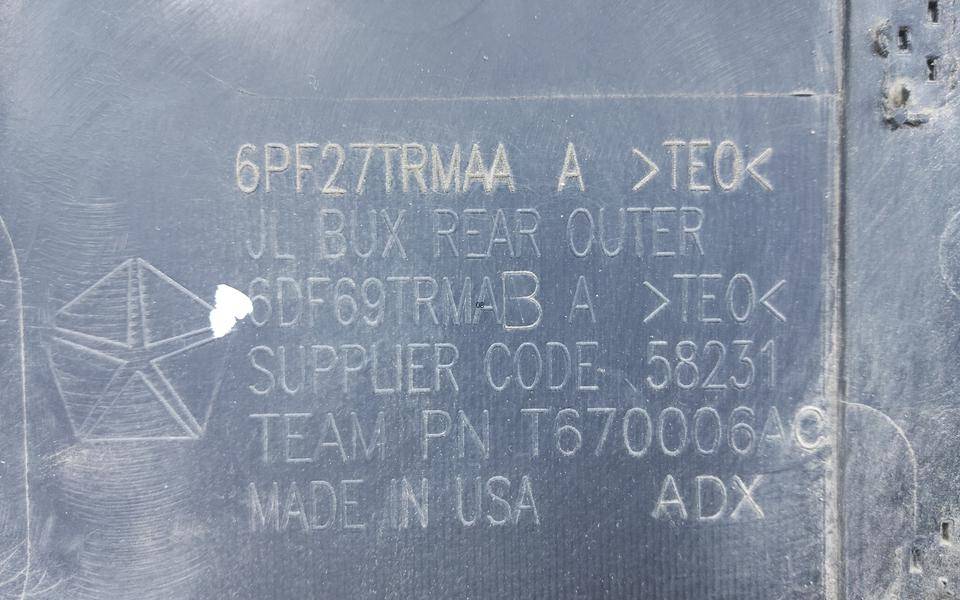 6PF27TRMAA A >TEO<
JL BUX REAR OUTER
6DF69TRMAB A >TEO<
SUPPLIER CODE 58231
TEAM PN T670006AC
MADE IN USA ADX